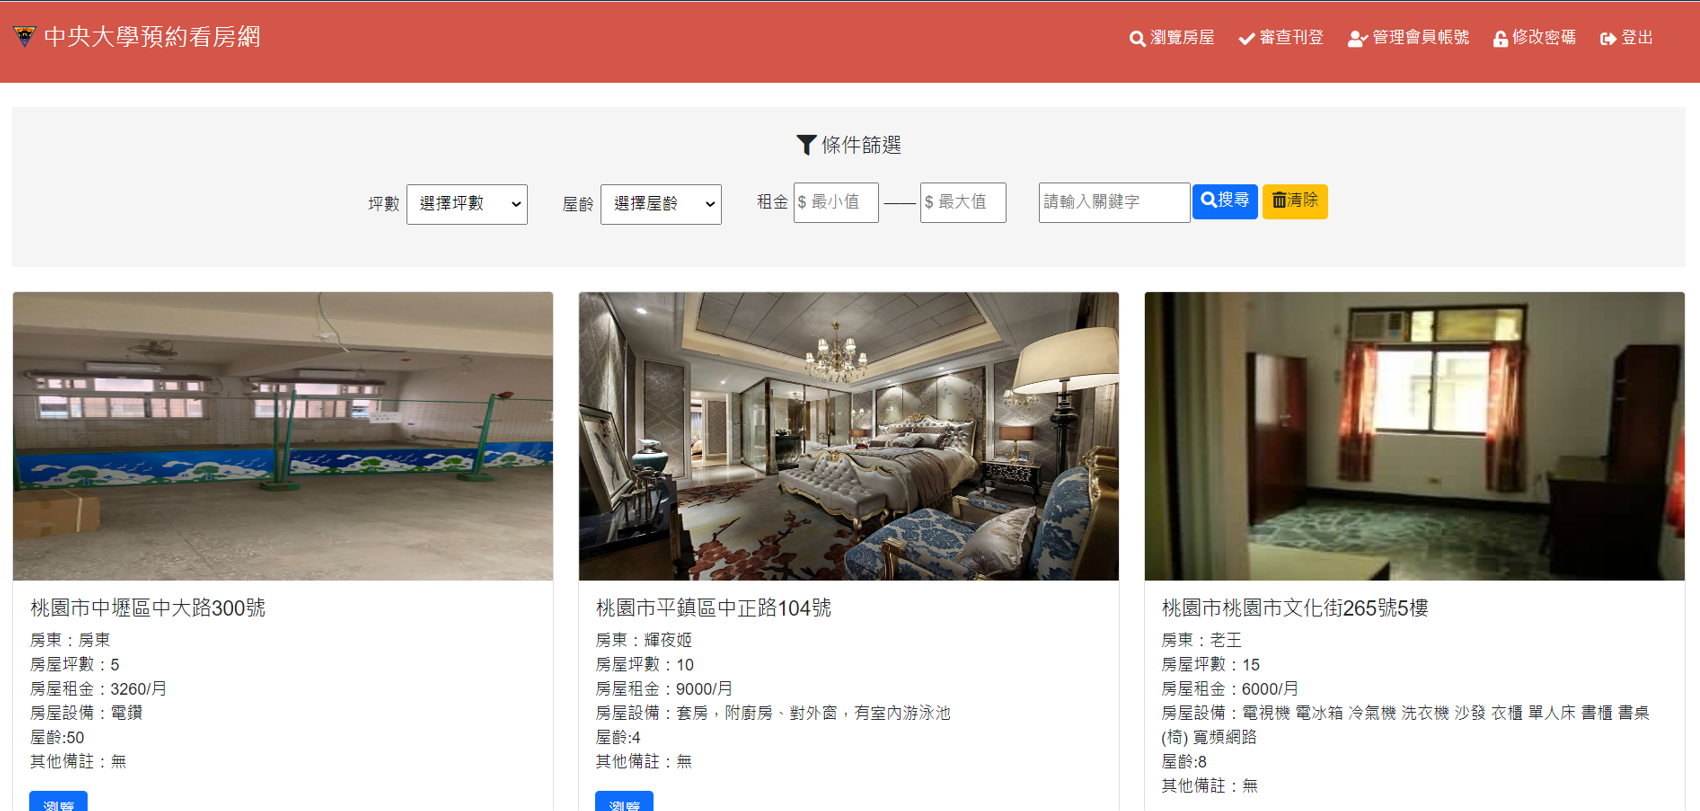 中央大學預約看房網
瀏覽房屋 審查刊登 管理會員帳號 修改密碼 登出
條件篩選
坪數 選擇坪數 屋齡 選擇屋齡 租金 $ 最小值 —— $ 最大值 請輸入關鍵字 搜尋 清除
桃園市中壢區中大路300號
房東：房東
房屋坪數：5
房屋租金：3260/月
房屋設備：電鑽
屋齡:50
其他備註：無
瀏覽
桃園市平鎮區中正路104號
房東：輝夜姬
房屋坪數：10
房屋租金：9000/月
房屋設備：套房，附廚房、對外窗，有室內游泳池
屋齡:4
其他備註：無
瀏覽
桃園市桃園市文化街265號5樓
房東：老王
房屋坪數：15
房屋租金：6000/月
房屋設備：電視機 電冰箱 冷氣機 洗衣機 沙發 衣櫃 單人床 書櫃 書桌
(椅) 寬頻網路
屋齡:8
其他備註：無